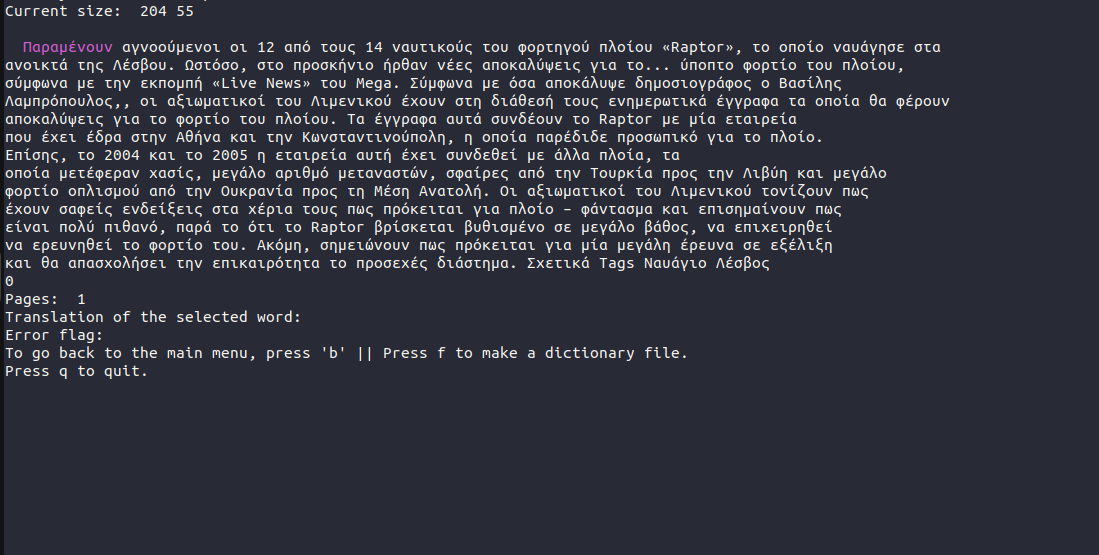 Current size:  204 55
Παραμένουν αγνοούμενοι οι 12 από τους 14 ναυτικούς του φορτηγού πλοίου «Raptor», το οποίο ναυάγησε στα
ανοικτά της Λέσβου. Ωστόσο, στο προσκήνιο ήρθαν νέες αποκαλύψεις για το... ύποπτο φορτίο του πλοίου,
σύμφωνα με την εκπομπή «Live News» του Mega. Σύμφωνα με όσα αποκάλυψε δημοσιογράφος ο Βασίλης
Λαμπρόπουλος,, οι αξιωματικοί του Λιμενικού έχουν στη διάθεσή τους ενημερωτικά έγγραφα τα οποία θα φέρουν
αποκαλύψεις για το φορτίο του πλοίου. Τα έγγραφα αυτά συνδέουν το Raptor με μία εταιρεία
που έχει έδρα στην Αθήνα και την Κωνσταντινούπολη, η οποία παρέδιδε προσωπικό για το πλοίο.
Επίσης, το 2004 και το 2005 η εταιρεία αυτή έχει συνδεθεί με άλλα πλοία, τα
οποία μετέφεραν χασίς, μεγάλο αριθμό μεταναστών, σφαίρες από την Τουρκία προς την Λιβύη και μεγάλο
φορτίο οπλισμού από την Ουκρανία προς τη Μέση Ανατολή. Οι αξιωματικοί του Λιμενικού τονίζουν πως
έχουν σαφείς ενδείξεις στα χέρια τους πως πρόκειται για πλοίο – φάντασμα και επισημαίνουν πως
είναι πολύ πιθανό, παρά το ότι το Raptor βρίσκεται βυθισμένο σε μεγάλο βάθος, να επιχειρηθεί
να ερευνηθεί το φορτίο του. Ακόμη, σημειώνουν πως πρόκειται για μία μεγάλη έρευνα σε εξέλιξη
και θα απασχολήσει την επικαιρότητα το προσεχές διάστημα. Σχετικά Tags Ναυάγιο Λέσβος
0
Pages:  1
Translation of the selected word:
Error flag:
To go back to the main menu, press 'b' || Press f to make a dictionary file.
Press q to quit.